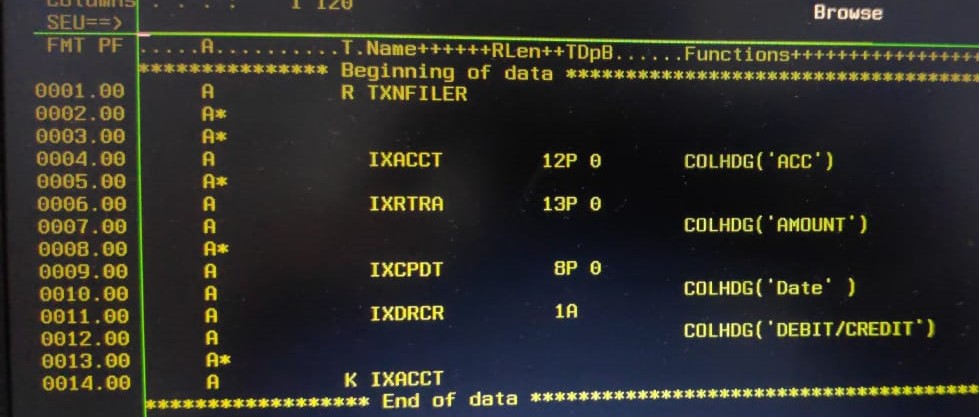 Columns . . . : 1 120
Browse
SEU==>
FMT PF .....A..........T.Name++++++RLen++TDpB......Functions++++++++++++++++++
*************** Beginning of data *************************************
0001.00 A R TXNFILER
0002.00 A*
0003.00 A*
0004.00 A IXACCT 12P 0 COLHDG('ACC')
0005.00 A*
0006.00 A IXRTRA 13P 0
0007.00 A COLHDG('AMOUNT')
0008.00 A*
0009.00 A IXCPDT 8P 0
0010.00 A COLHDG('Date' )
0011.00 A IXDRCR 1A
0012.00 A COLHDG('DEBIT/CREDIT')
0013.00 A*
0014.00 A K IXACCT
****************** End of data ****************************************